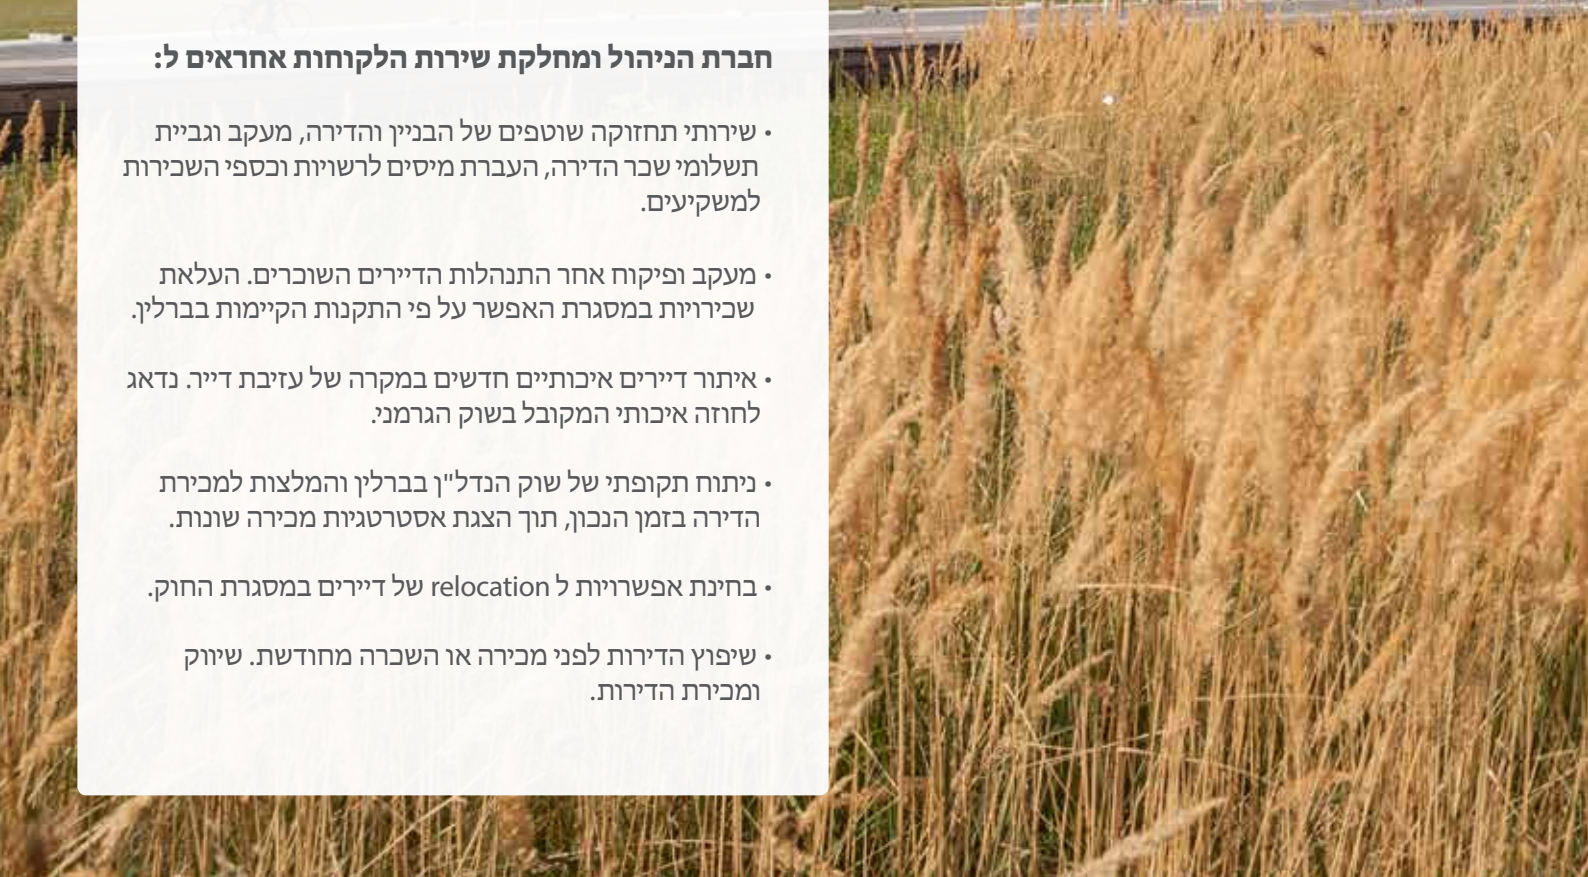 חברת הניהול ומחלקת שירות הלקוחות אחראים ל:
• שירותי תחזוקה שוטפים של הבניין והדירה, מעקב וגביית
תשלומי שכר הדירה, העברת מיסים לרשויות וכספי השכירות
למשקיעים.
• מעקב ופיקוח אחר התנהלות הדיירים השוכרים. העלאת
שכירויות במסגרת האפשר על פי התקנות הקיימות בברלין.
• איתור דיירים איכותיים חדשים במקרה של עזיבת דייר. נדאג
לחוזה איכותי המקובל בשוק הגרמני.
• ניתוח תקופתי של שוק הנדל"ן בברלין והמלצות למכירת
הדירה בזמן הנכון, תוך הצגת אסטרטגיות מכירה שונות.
• בחינת אפשרויות ל relocation של דיירים במסגרת החוק.
• שיפוץ הדירות לפני מכירה או השכרה מחודשת. שיווק
ומכירת הדירות.